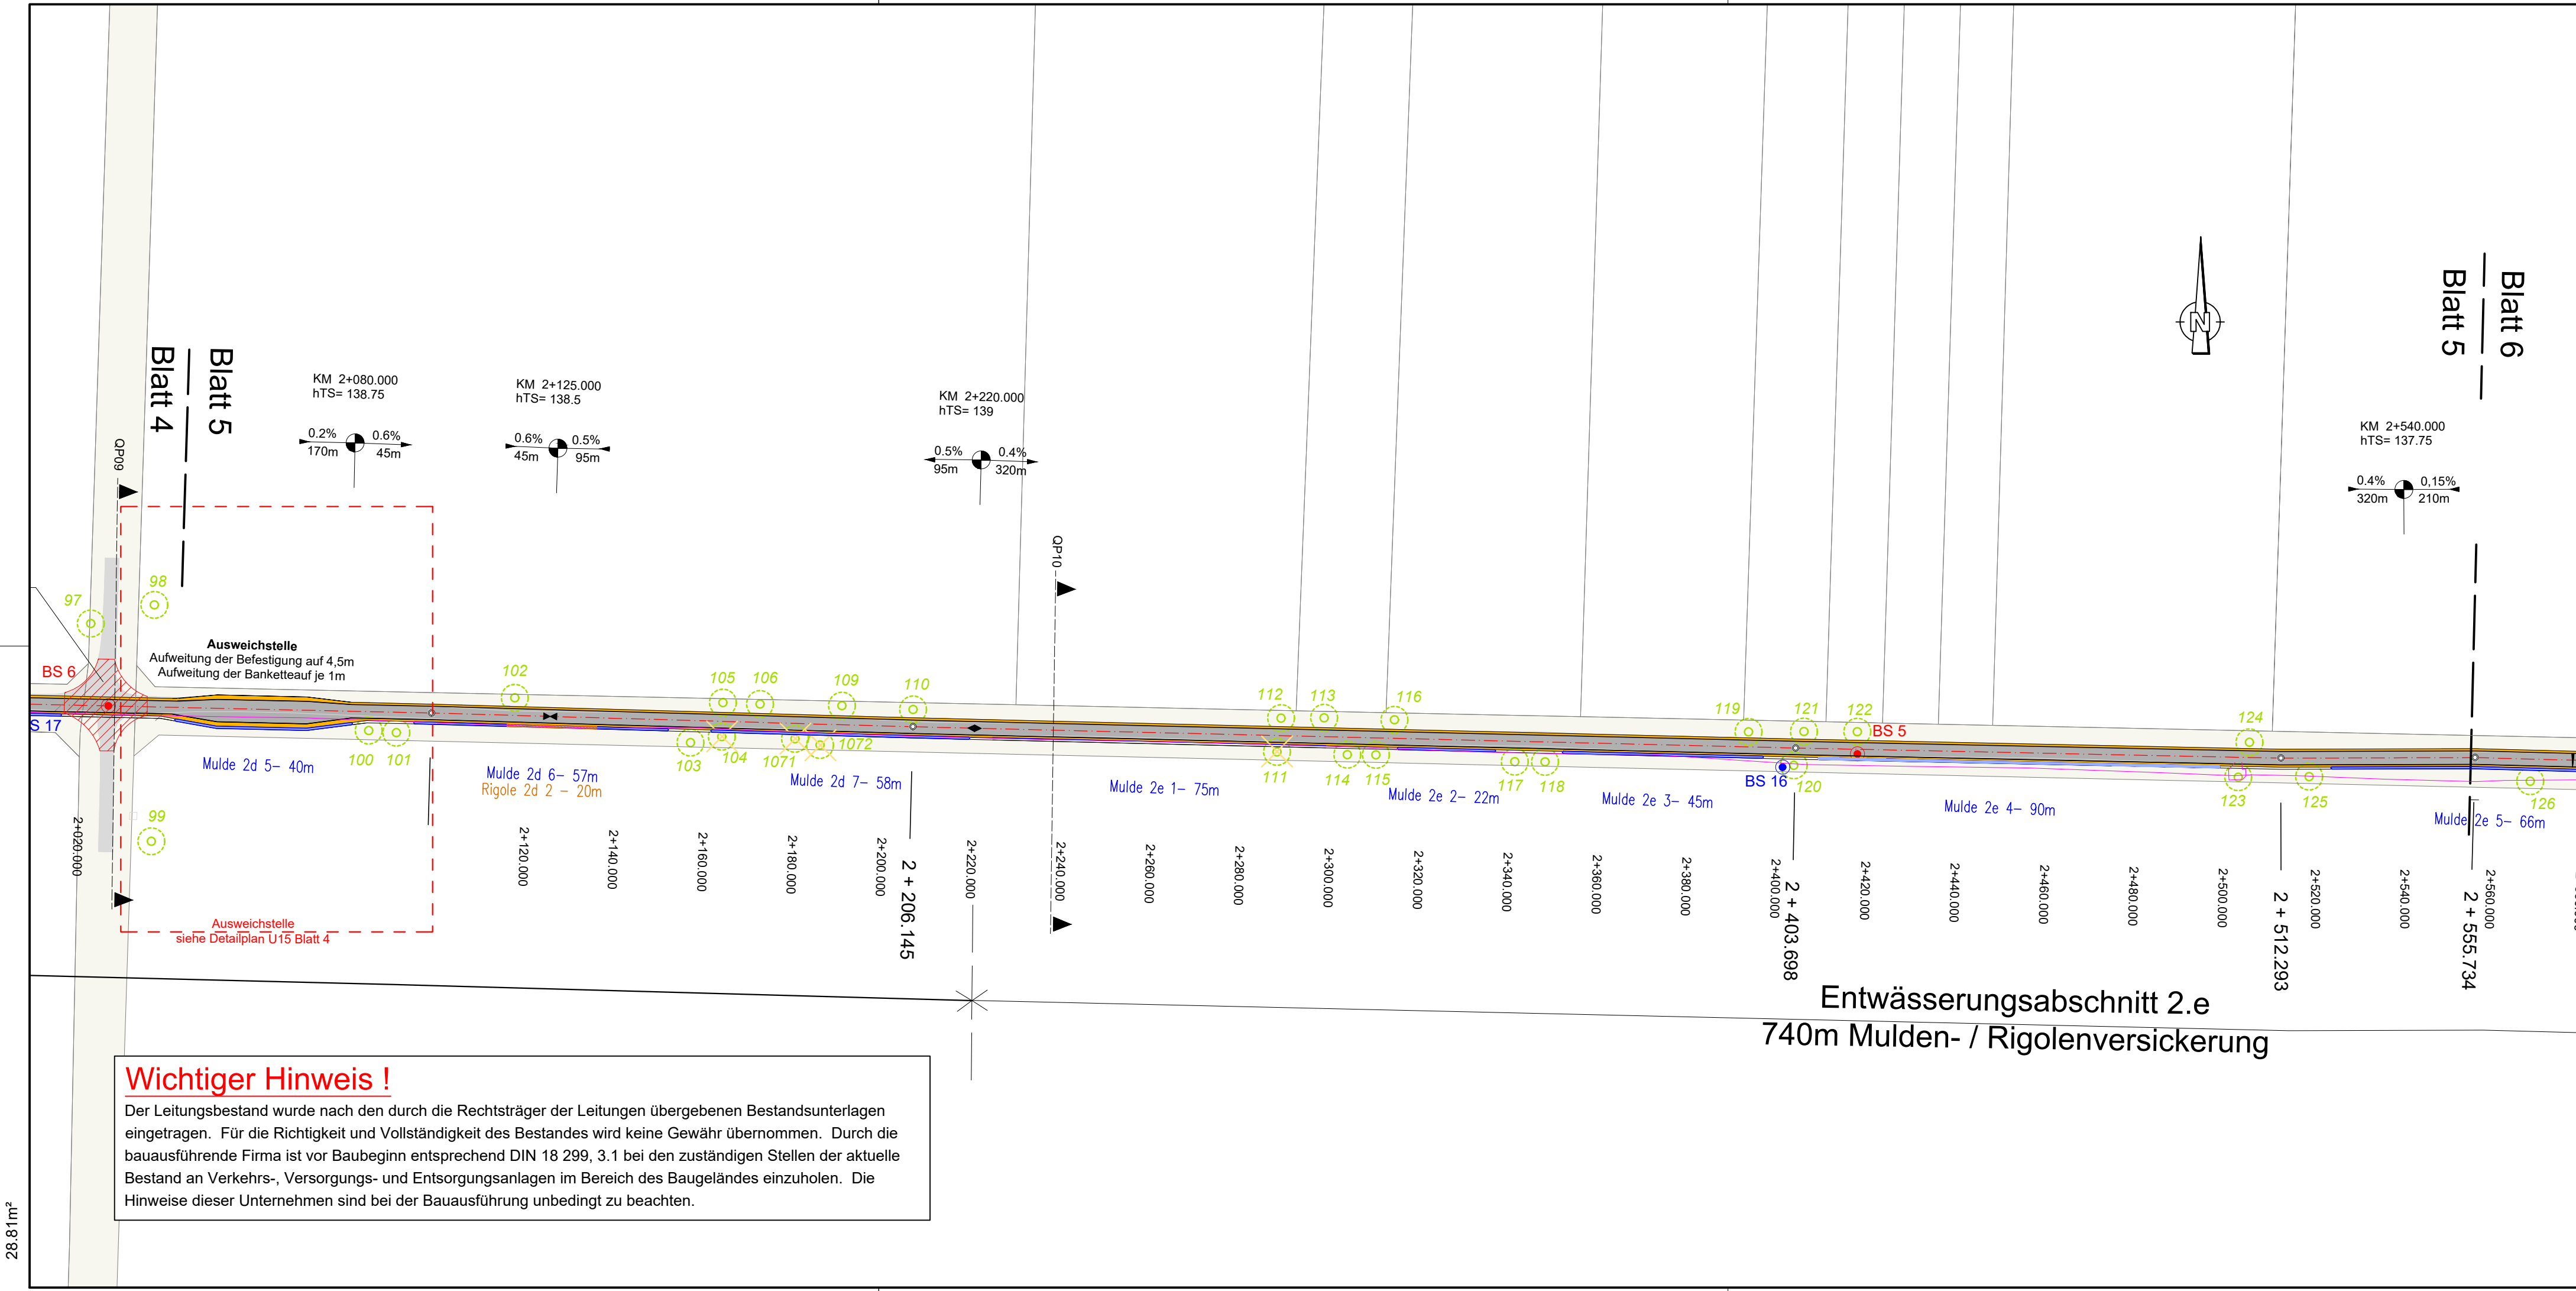 Blatt 4
Blatt 5
Blatt 5
Blatt 6
KM 2+080.000
hTS= 138.75
0.2% 0.6%
170m 45m
KM 2+125.000
hTS= 138.5
0.6% 0.5%
45m 95m
KM 2+220.000
hTS= 139
0.5% 0.4%
95m 320m
KM 2+540.000
hTS= 137.75
0.4% 0,15%
320m 210m
N
QP09
QP10
97
98
99
Ausweichstelle
Aufweitung der Befestigung auf 4,5m
Aufweitung der Banketteauf je 1m
BS 6
S 17
100
101
102
103
104
105
106
1071
1072
109
110
111
112
113
114
115
116
117
118
119
120
121
122
BS 5
BS 16
123
124
125
126
Mulde 2d 5- 40m
Mulde 2d 6- 57m
Rigole 2d 2 - 20m
Mulde 2d 7- 58m
Mulde 2e 1- 75m
Mulde 2e 2- 22m
Mulde 2e 3- 45m
Mulde 2e 4- 90m
Mulde 2e 5- 66m
2+020.000
2+120.000
2+140.000
2+160.000
2+180.000
2+200.000
2 + 206.145
2+220.000
2+240.000
2+260.000
2+280.000
2+300.000
2+320.000
2+340.000
2+360.000
2+380.000
2+400.000
2 + 403.698
2+420.000
2+440.000
2+460.000
2+480.000
2+500.000
2 + 512.293
2+520.000
2+540.000
2 + 555.734
2+560.000
Ausweichstelle
siehe Detailplan U15 Blatt 4
Entwässerungsabschnitt 2.e
740m Mulden- / Rigolenversickerung
Wichtiger Hinweis !
Der Leitungsbestand wurde nach den durch die Rechtsträger der Leitungen übergebenen Bestandsunterlagen
eingetragen. Für die Richtigkeit und Vollständigkeit des Bestandes wird keine Gewähr übernommen. Durch die
bauausführende Firma ist vor Baubeginn entsprechend DIN 18 299, 3.1 bei den zuständigen Stellen der aktuelle
Bestand an Verkehrs-, Versorgungs- und Entsorgungsanlagen im Bereich des Baugeländes einzuholen. Die
Hinweise dieser Unternehmen sind bei der Bauausführung unbedingt zu beachten.
28.81m²